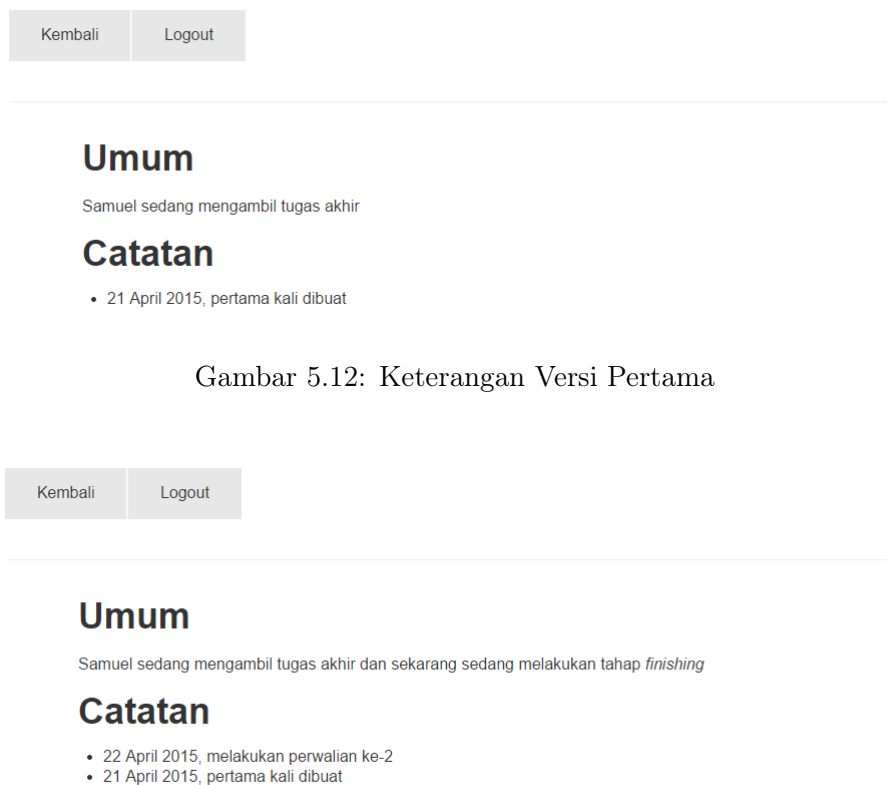 Kembali Logout
Umum
Samuel sedang mengambil tugas akhir
Catatan
• 21 April 2015, pertama kali dibuat
Gambar 5.12: Keterangan Versi Pertama
Kembali Logout
Umum
Samuel sedang mengambil tugas akhir dan sekarang sedang melakukan tahap finishing
Catatan
• 22 April 2015, melakukan perwalian ke-2
• 21 April 2015, pertama kali dibuat